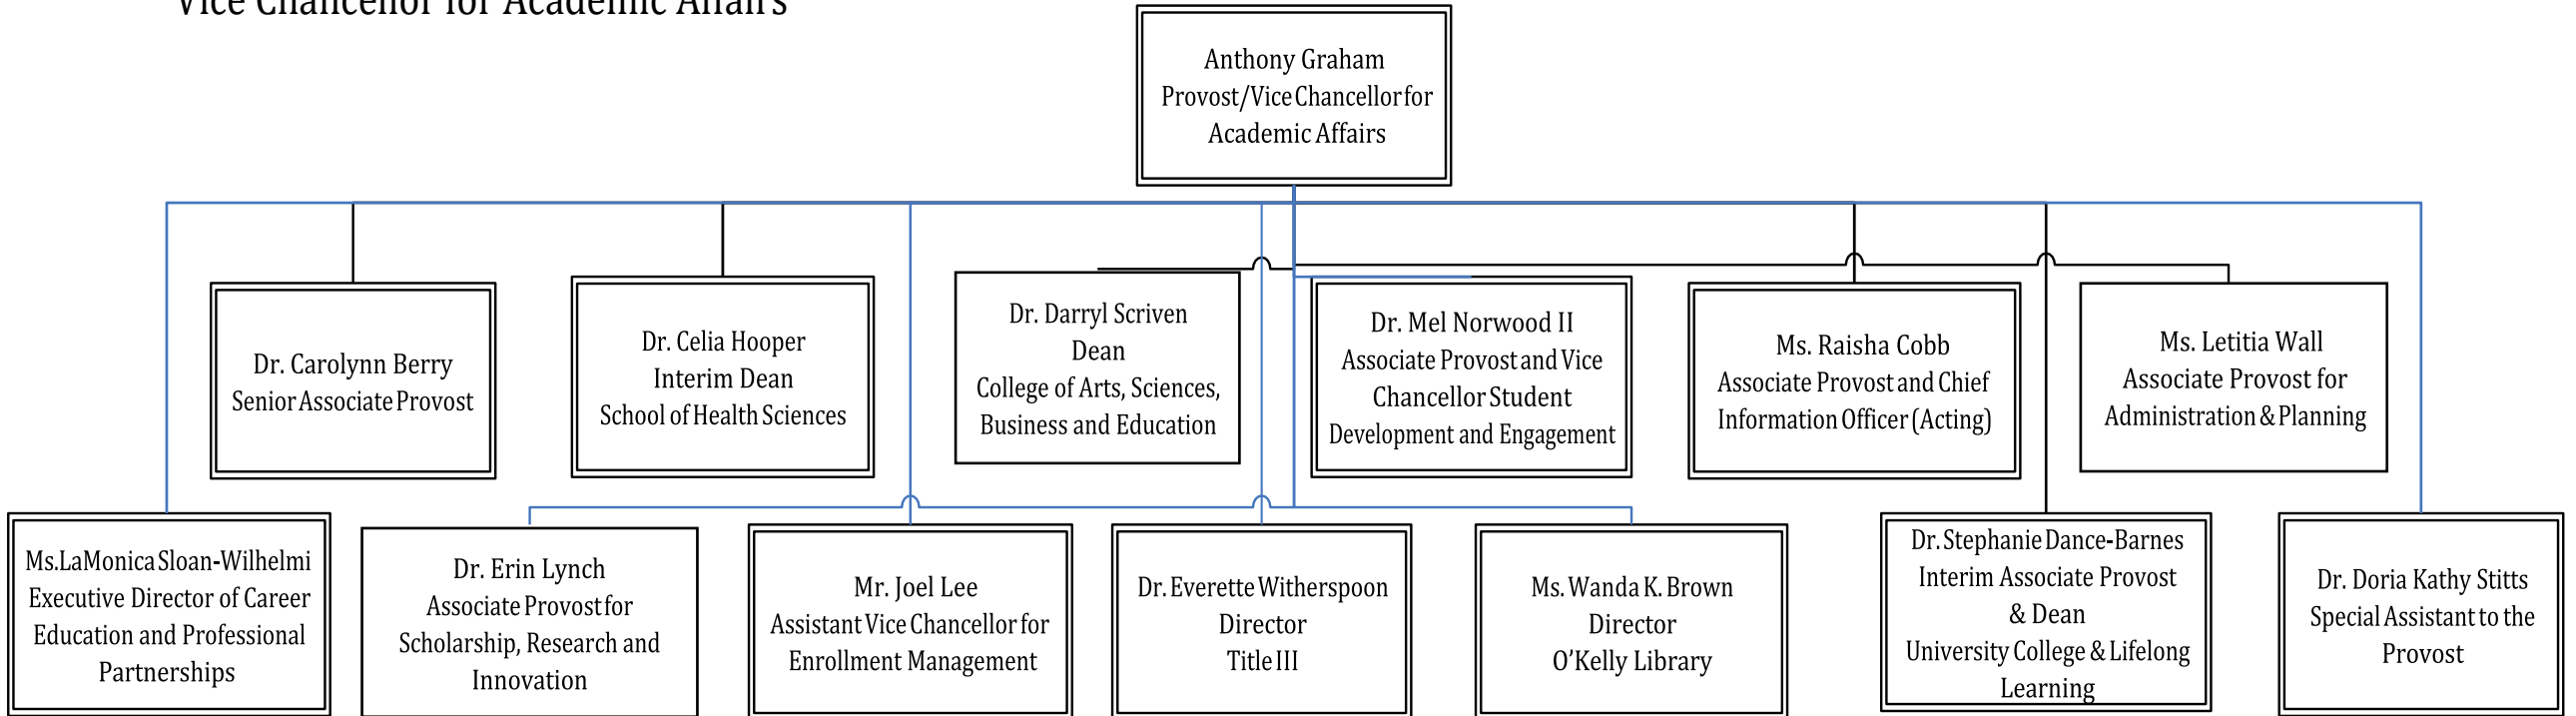 Vice Chancellor for Academic Affairs
Anthony Graham
Provost/Vice Chancellor for
Academic Affairs
Dr. Carolynn Berry
Senior Associate Provost
Dr. Celia Hooper
Interim Dean
School of Health Sciences
Dr. Darryl Scriven
Dean
College of Arts, Sciences,
Business and Education
Dr. Mel Norwood II
Associate Provost and Vice
Chancellor Student
Development and Engagement
Ms. Raisha Cobb
Associate Provost and Chief
Information Officer (Acting)
Ms. Letitia Wall
Associate Provost for
Administration & Planning
Ms.LaMonica Sloan-Wilhelmi
Executive Director of Career
Education and Professional
Partnerships
Dr. Erin Lynch
Associate Provost for
Scholarship, Research and
Innovation
Mr. Joel Lee
Assistant Vice Chancellor for
Enrollment Management
Dr. Everette Witherspoon
Director
Title III
Ms. Wanda K. Brown
Director
O’Kelly Library
Dr. Stephanie Dance-Barnes
Interim Associate Provost
& Dean
University College & Lifelong
Learning
Dr. Doria Kathy Stitts
Special Assistant to the
Provost